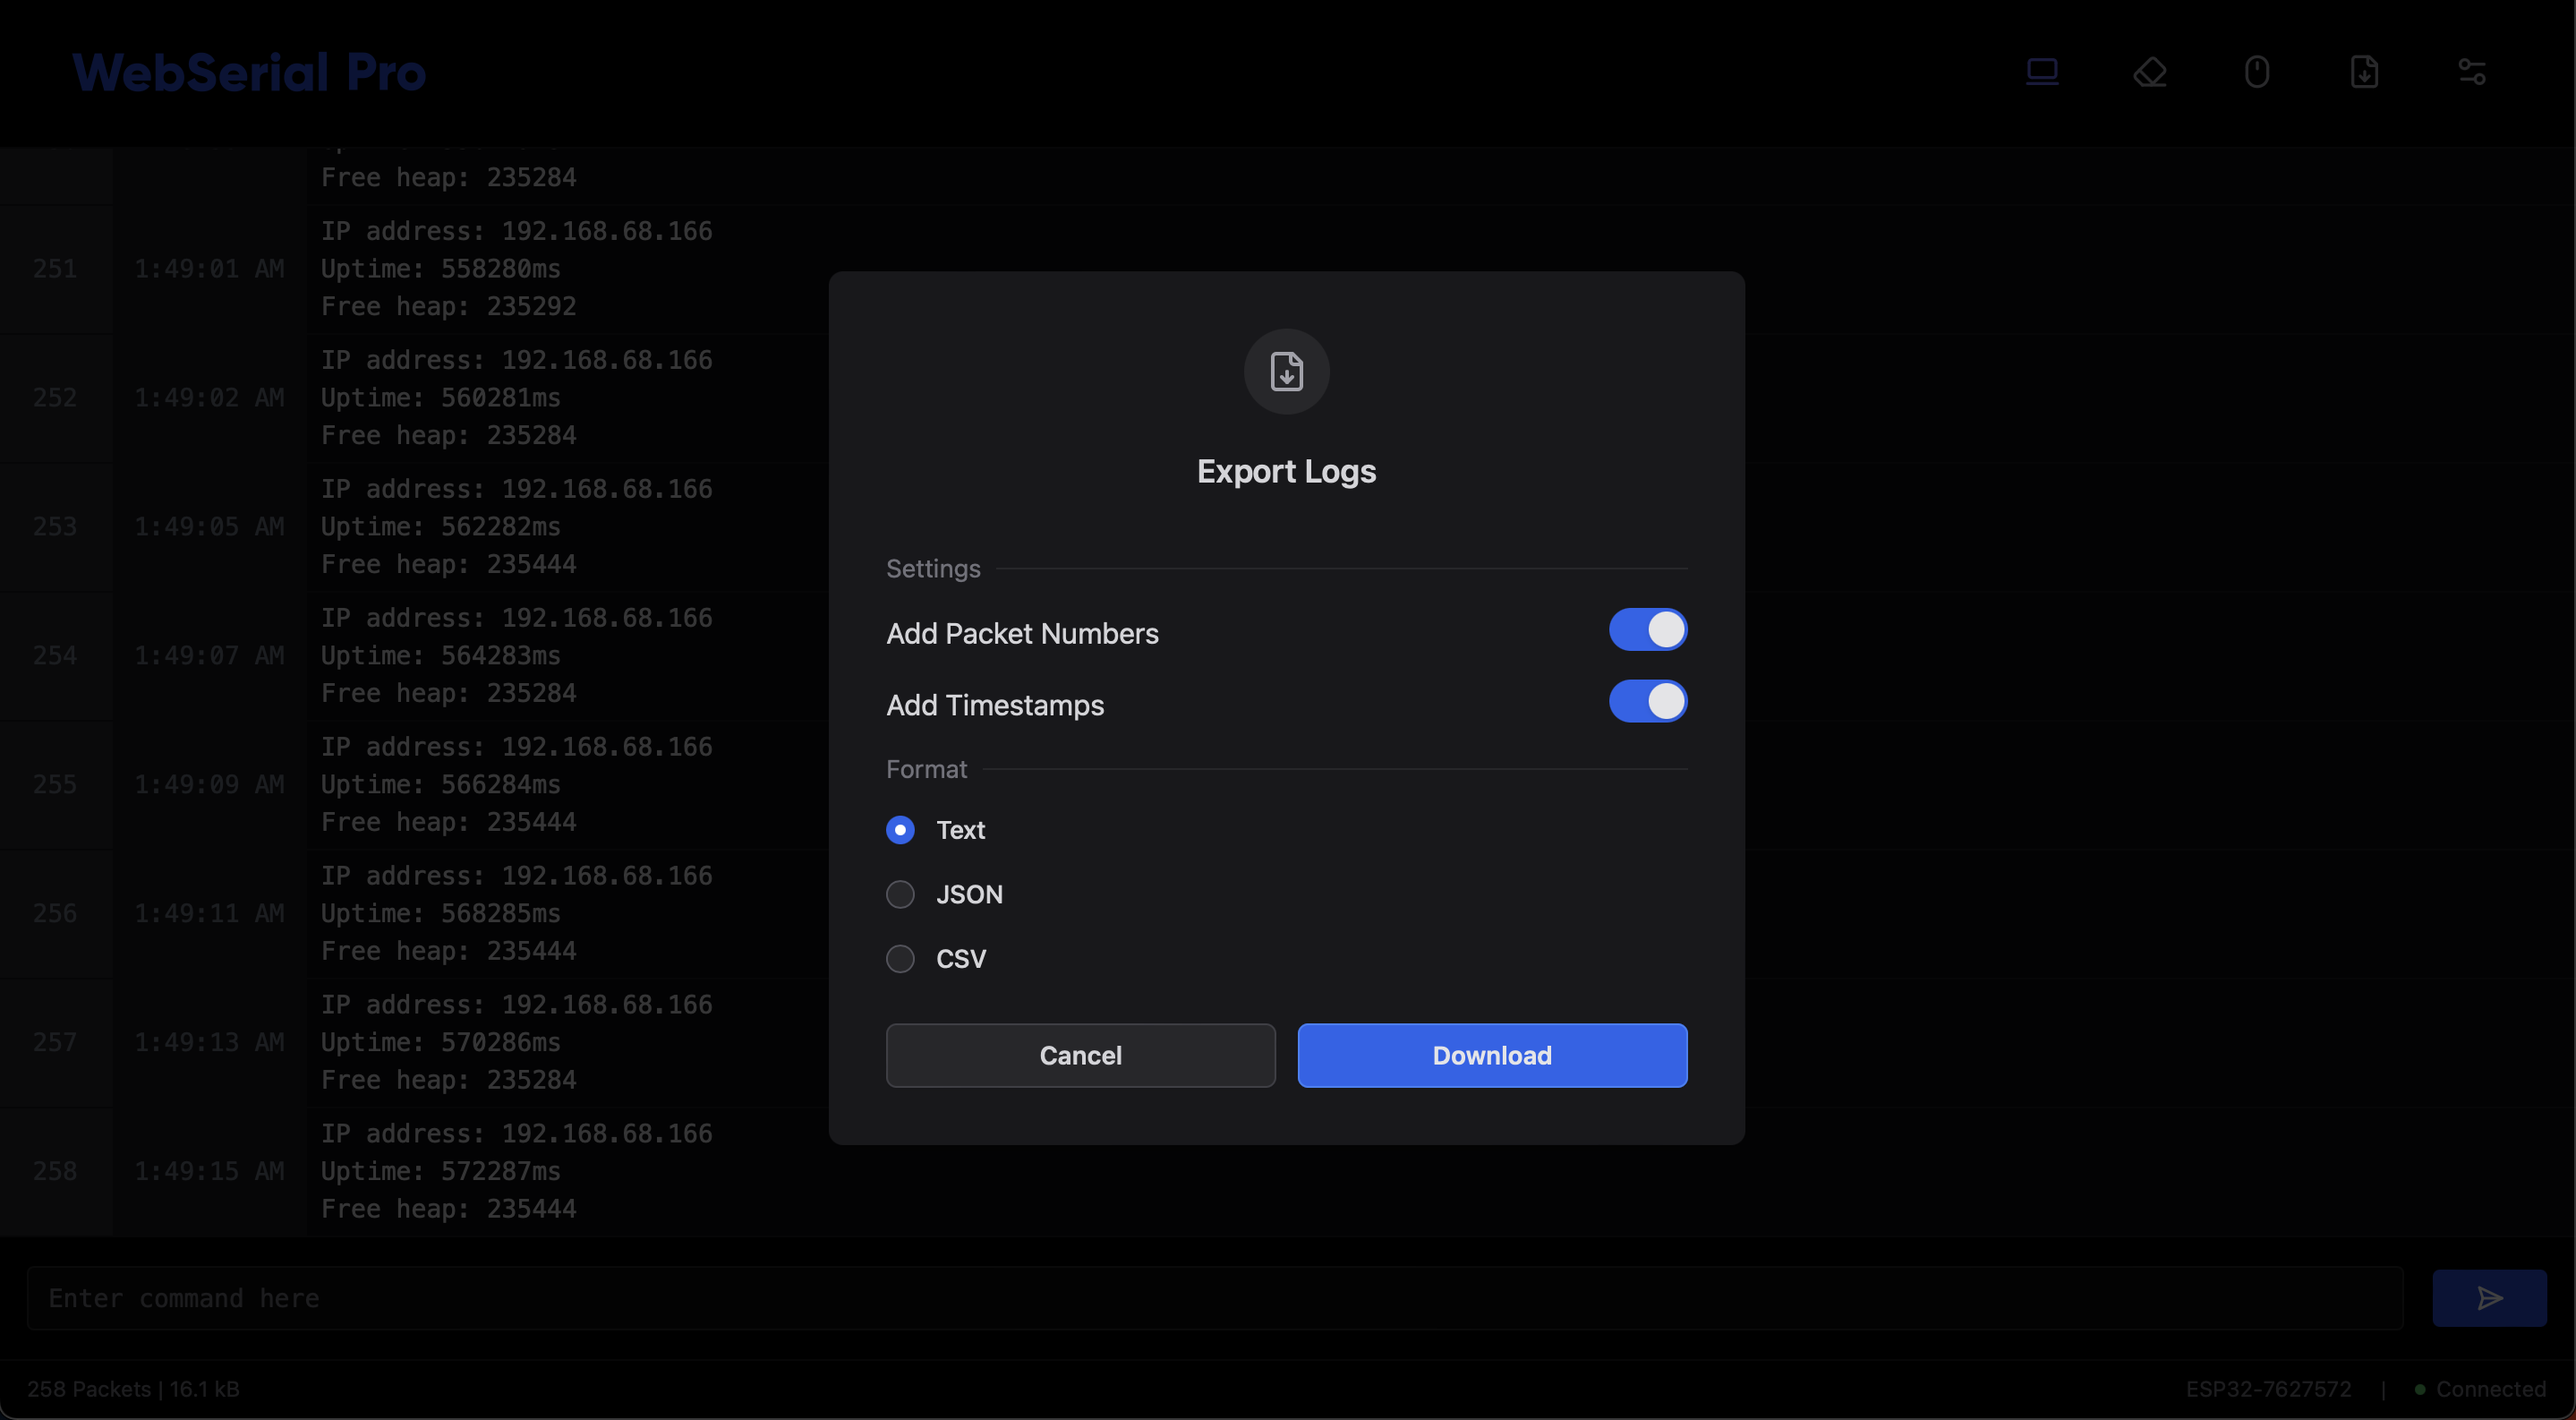 WebSerial Pro
Free heap: 235284
251 1:49:01 AM
IP address: 192.168.68.166
Uptime: 558280ms
Free heap: 235292
252 1:49:02 AM
IP address: 192.168.68.166
Uptime: 560281ms
Free heap: 235284
253 1:49:05 AM
IP address: 192.168.68.166
Uptime: 562282ms
Free heap: 235444
254 1:49:07 AM
IP address: 192.168.68.166
Uptime: 564283ms
Free heap: 235284
255 1:49:09 AM
IP address: 192.168.68.166
Uptime: 566284ms
Free heap: 235444
256 1:49:11 AM
IP address: 192.168.68.166
Uptime: 568285ms
Free heap: 235444
257 1:49:13 AM
IP address: 192.168.68.166
Uptime: 570286ms
Free heap: 235284
258 1:49:15 AM
IP address: 192.168.68.166
Uptime: 572287ms
Free heap: 235444
Export Logs
Settings
Add Packet Numbers
Add Timestamps
Format
Text
JSON
CSV
Cancel
Download
Enter command here
258 Packets | 16.1 kB
ESP32-7627572 | Connected